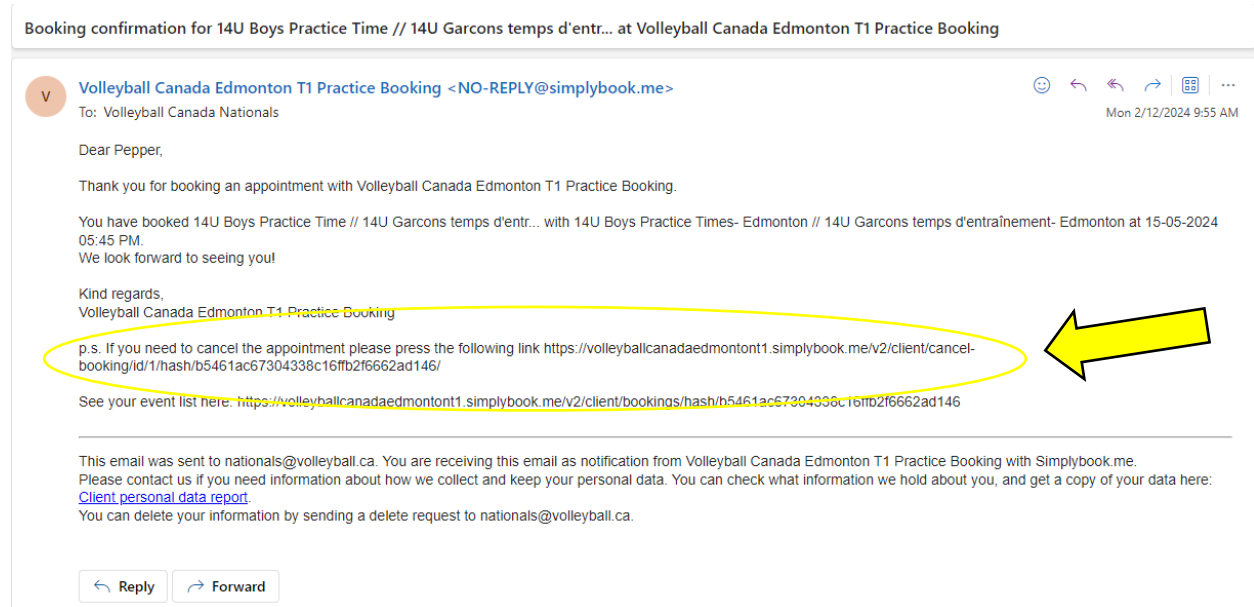 Booking confirmation for 14U Boys Practice Time // 14U Garcons temps d'entr... at Volleyball Canada Edmonton T1 Practice Booking
V
Volleyball Canada Edmonton T1 Practice Booking <NO-REPLY@simplybook.me>
To: Volleyball Canada Nationals
Mon 2/12/2024 9:55 AM
Dear Pepper,
Thank you for booking an appointment with Volleyball Canada Edmonton T1 Practice Booking.
You have booked 14U Boys Practice Time // 14U Garcons temps d'entr... with 14U Boys Practice Times- Edmonton // 14U Garcons temps d'entraînement- Edmonton at 15-05-2024
05:45 PM.
We look forward to seeing you!
Kind regards,
Volleyball Canada Edmonton T1 Practice Booking
p.s. If you need to cancel the appointment please press the following link https://volleyballcanadaedmontont1.simplybook.me/v2/client/cancel-
booking/id/1/hash/b5461ac67304338c16ffb2f6662ad146/
See your event list here: https://volleyballcanadaedmontont1.simplybook.me/v2/client/bookings/hash/b5461ac67304338c16ffb2f6662ad146
This email was sent to nationals@volleyball.ca. You are receiving this email as notification from Volleyball Canada Edmonton T1 Practice Booking with Simplybook.me.
Please contact us if you need information about how we collect and keep your personal data. You can check what information we hold about you, and get a copy of your data here:
Client personal data report.
You can delete your information by sending a delete request to nationals@volleyball.ca.
Reply
Forward